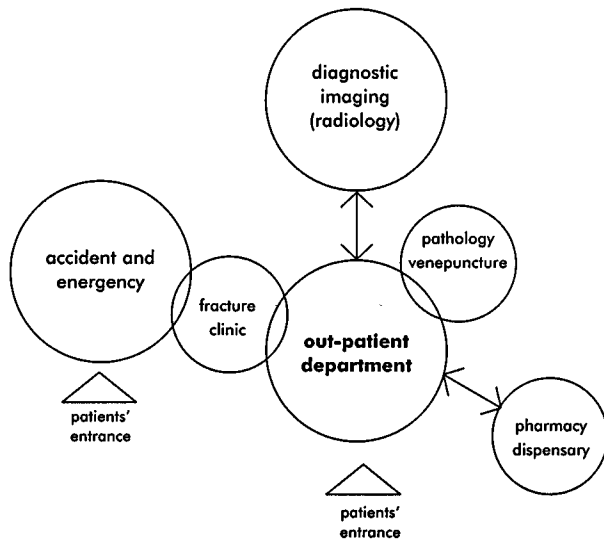 diagnostic
imaging
(radiology)
accident and
energency
fracture
clinic
pathology
venepuncture
out-patient
department
pharmacy
dispensary
patients'
entrance
patients'
entrance